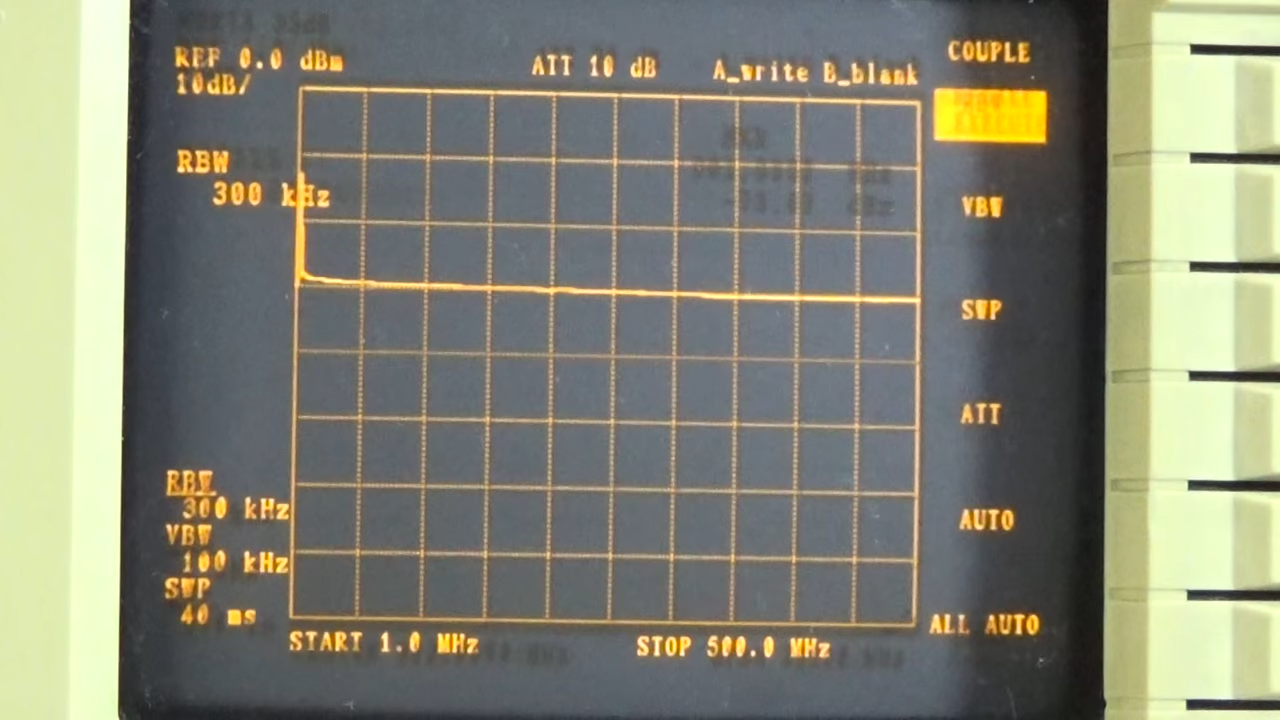 REF 0.0 dBm
10dB/
ATT 10 dB
A_write B_blank
COUPLE
RBW
300 kHz
VBW
SWP
ATT
AUTO
ALL AUTO
RBW
300 kHz
VBW
100 kHz
SWP
40 ms
START 1.0 MHz
STOP 500.0 MHz